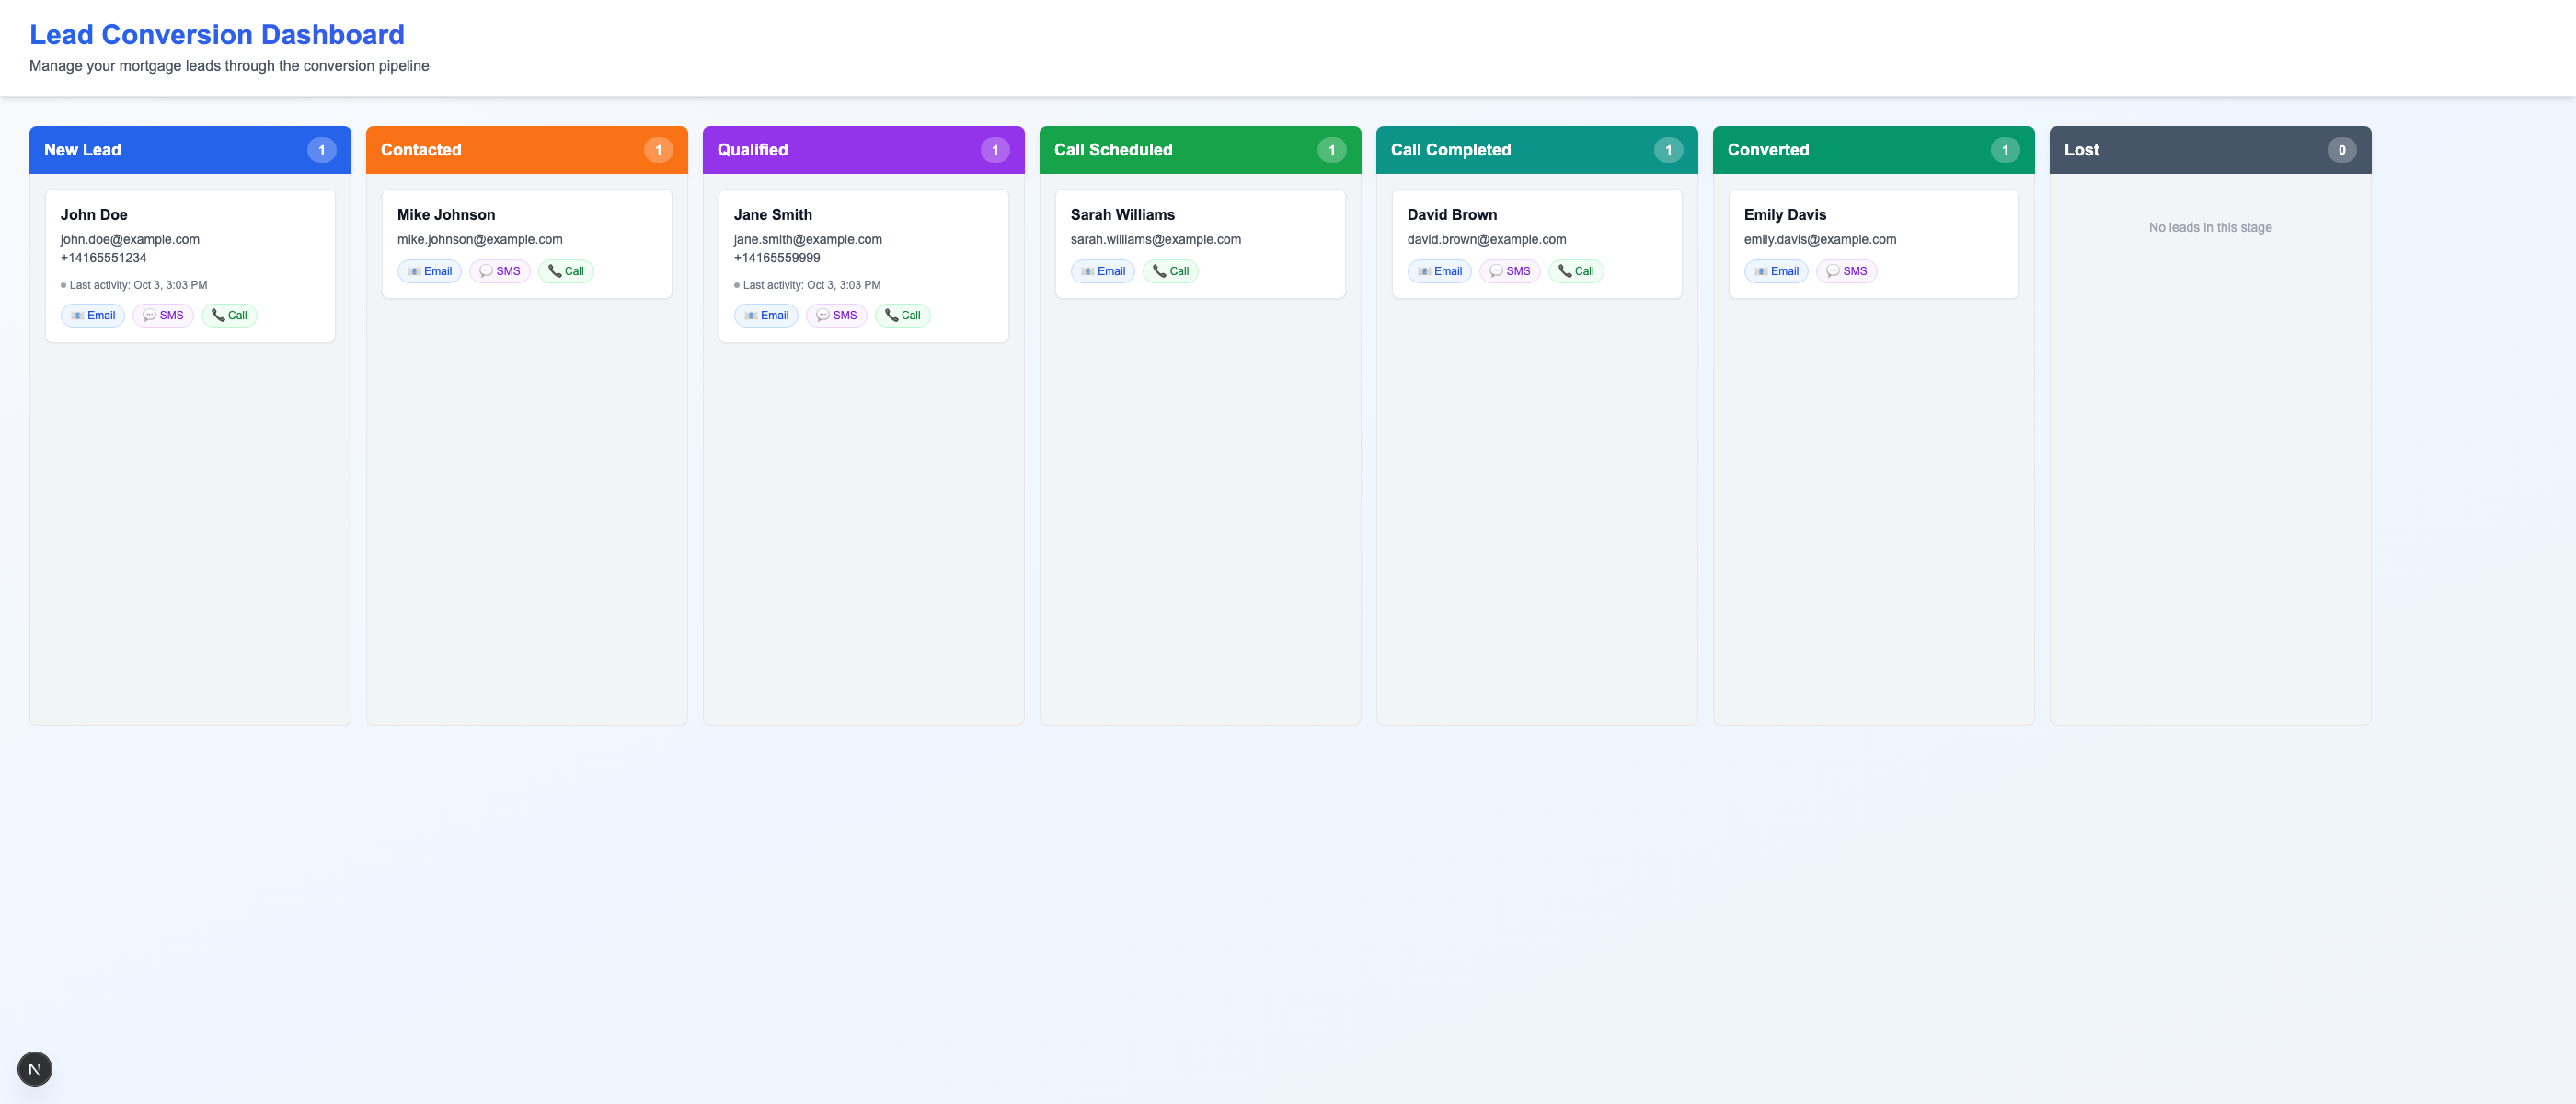 Lead Conversion Dashboard
Manage your mortgage leads through the conversion pipeline
New Lead 1
John Doe
john.doe@example.com
+14165551234
Last activity: Oct 3, 3:03 PM
Email SMS Call
Contacted 1
Mike Johnson
mike.johnson@example.com
Email SMS Call
Qualified 1
Jane Smith
jane.smith@example.com
+14165559999
Last activity: Oct 3, 3:03 PM
Email SMS Call
Call Scheduled 1
Sarah Williams
sarah.williams@example.com
Email Call
Call Completed 1
David Brown
david.brown@example.com
Email SMS Call
Converted 1
Emily Davis
emily.davis@example.com
Email SMS
Lost 0
No leads in this stage
N